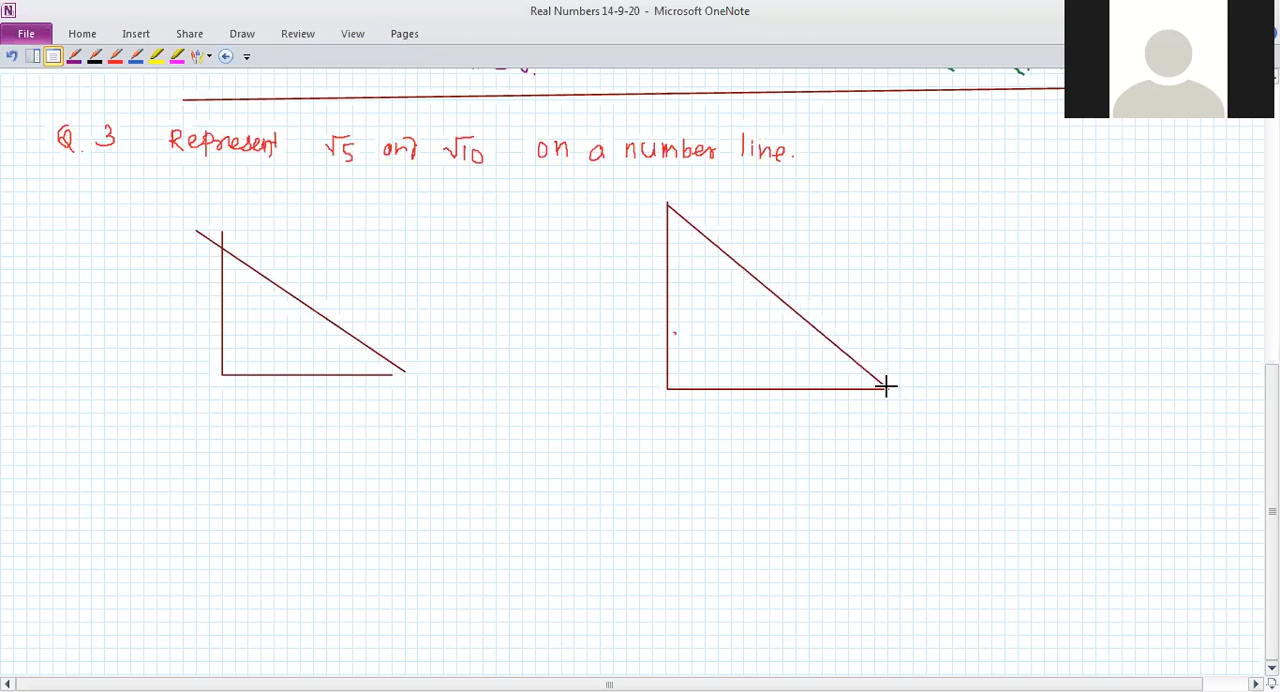 Real Numbers 14-9-20 - Microsoft OneNote
File Home Insert Share Draw Review View Pages
Q. 3 Represent √5 and √10 on a number line.